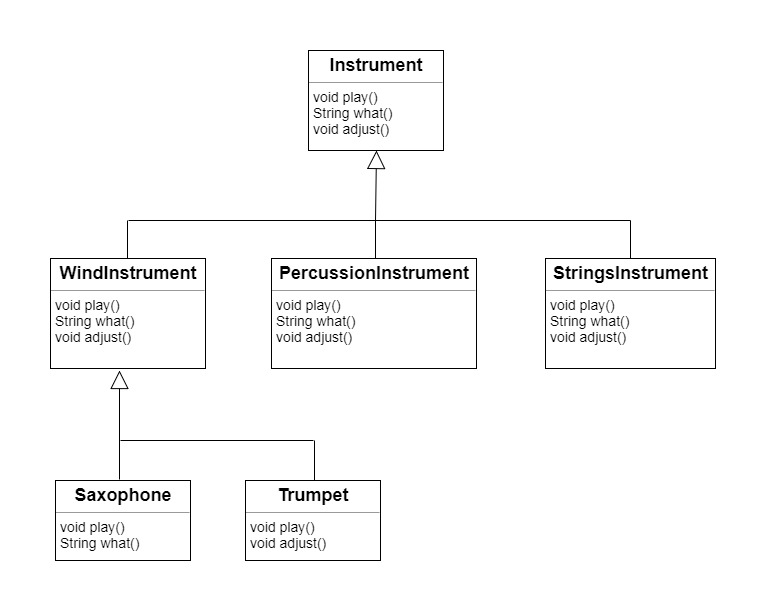 Instrument
void play()
String what()
void adjust()
WindInstrument
void play()
String what()
void adjust()
PercussionInstrument
void play()
String what()
void adjust()
StringsInstrument
void play()
String what()
void adjust()
Saxophone
void play()
String what()
Trumpet
void play()
void adjust()